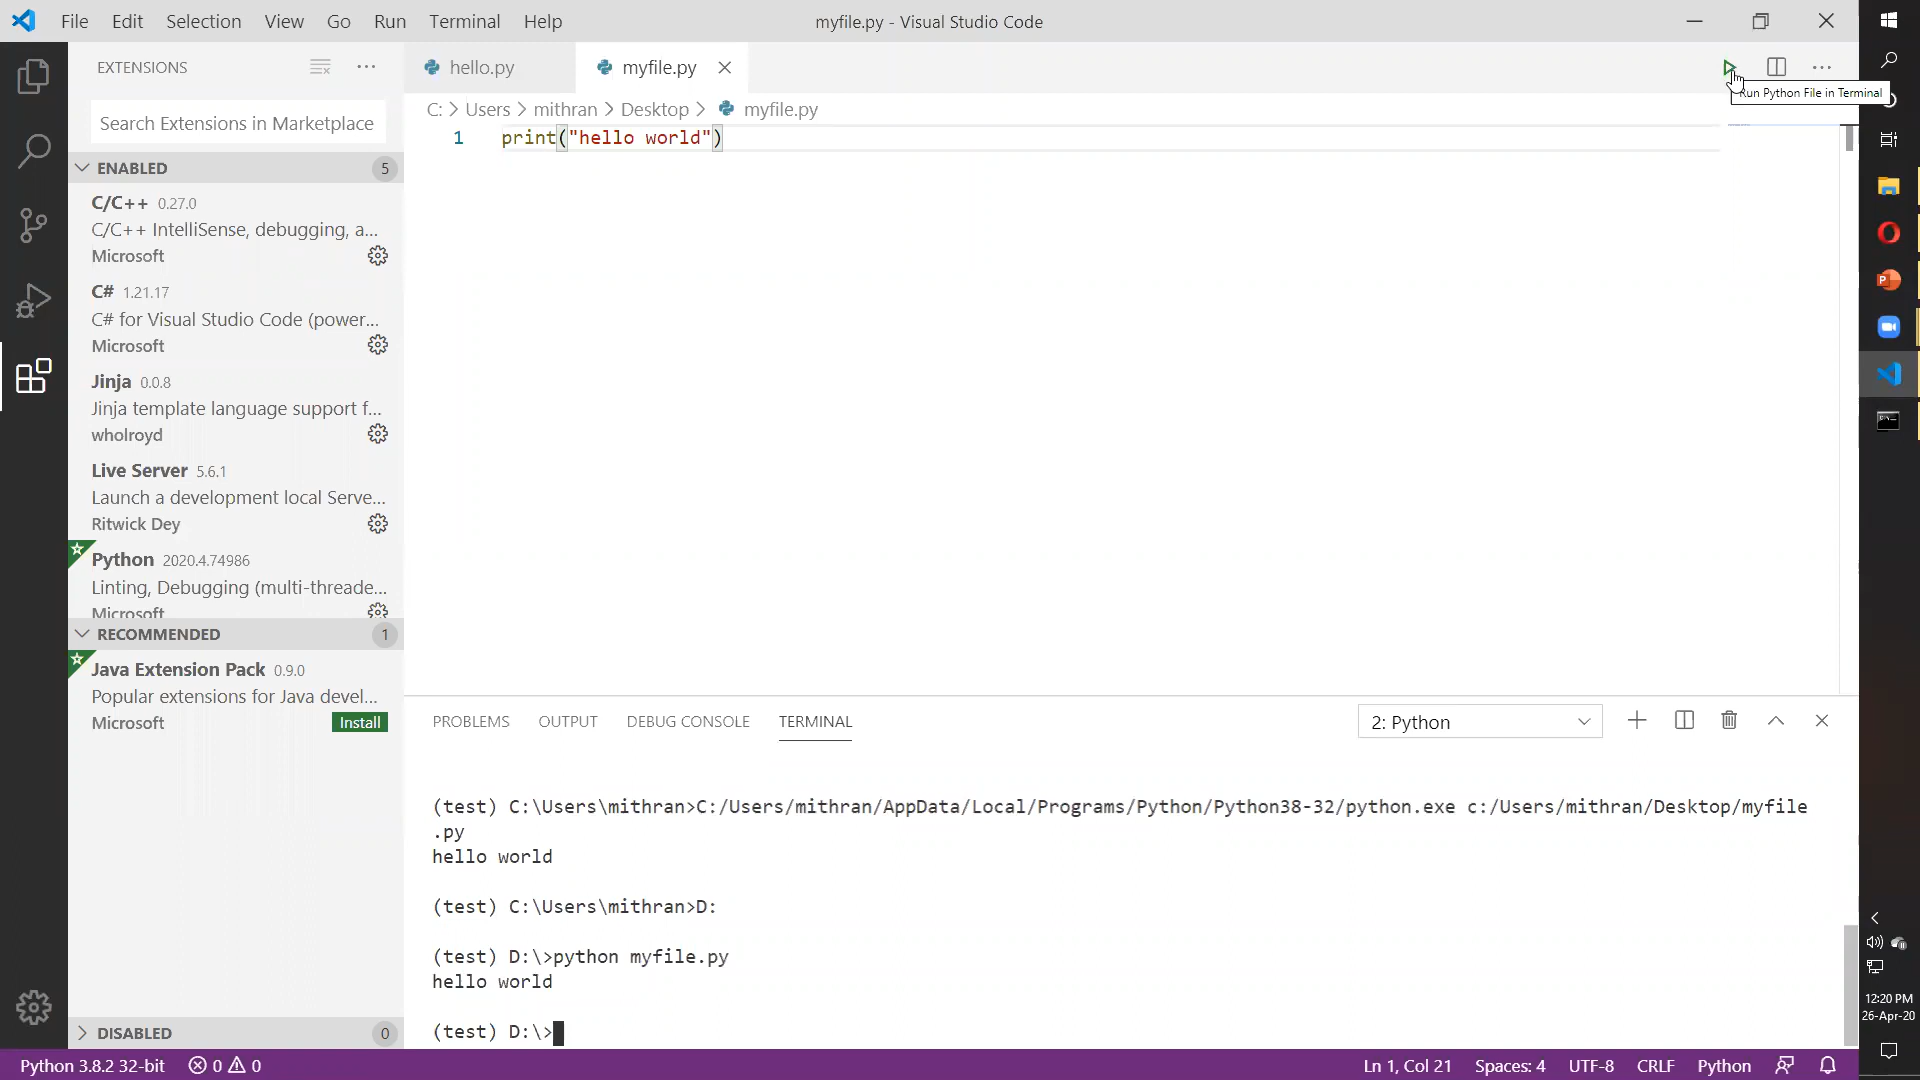 File Edit Selection View Go Run Terminal Help
myfile.py - Visual Studio Code
EXTENSIONS
Search Extensions in Marketplace
ENABLED 5
C/C++ 0.27.0
C/C++ IntelliSense, debugging, a...
Microsoft
C# 1.21.17
C# for Visual Studio Code (power...
Microsoft
Jinja 0.0.8
Jinja template language support f...
wholroyd
Live Server 5.6.1
Launch a development local Serve...
Ritwick Dey
Python 2020.4.74986
Linting, Debugging (multi-threade...
Microsoft
RECOMMENDED 1
Java Extension Pack 0.9.0
Popular extensions for Java devel...
Microsoft Install
DISABLED 0
hello.py myfile.py
Run Python File in Terminal
C: > Users > mithran > Desktop > myfile.py
1 print("hello world")
PROBLEMS OUTPUT DEBUG CONSOLE TERMINAL 2: Python
(test) C:\Users\mithran>C:/Users/mithran/AppData/Local/Programs/Python/Python38-32/python.exe c:/Users/mithran/Desktop/myfile
.py
hello world
(test) C:\Users\mithran>D:
(test) D:\>python myfile.py
hello world
(test) D:\>
Python 3.8.2 32-bit 0 0 Ln 1, Col 21 Spaces: 4 UTF-8 CRLF Python
12:20 PM
26-Apr-20